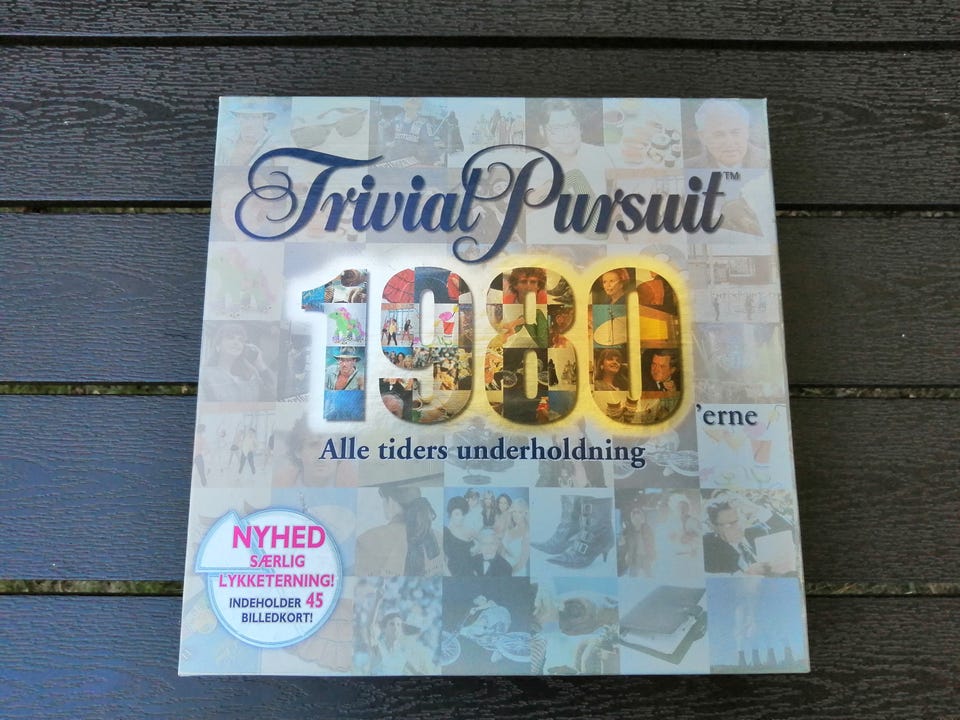 Trivial Pursuit™
1980'erne
Alle tiders underholdning
NYHED
SÆRLIG
LYKKETERNING!
INDEHOLDER 45
BILLEDKORT!